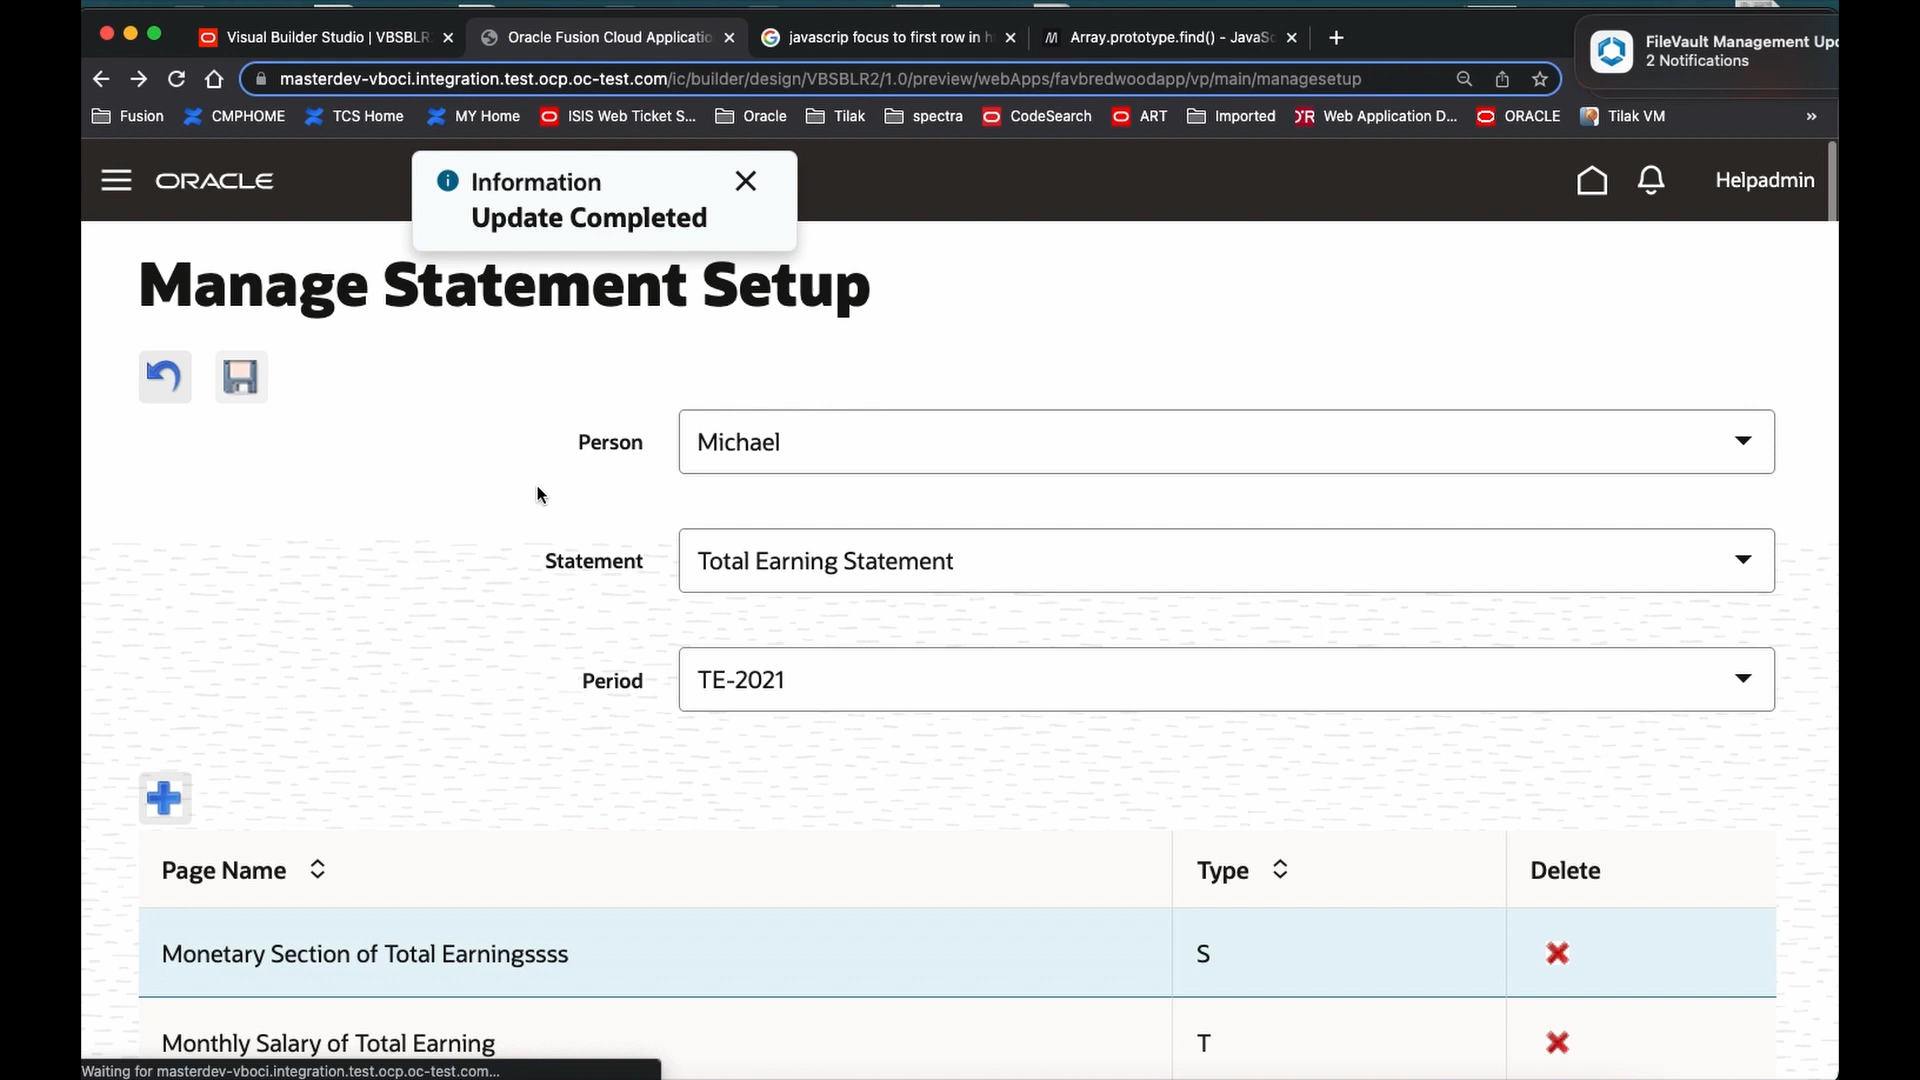 Visual Builder Studio | VBSBLR
Oracle Fusion Cloud Applicatio
javascrip focus to first row in h
Array.prototype.find() - JavaSc
FileVault Management Upd
2 Notifications
masterdev-vboci.integration.test.ocp.oc-test.com/ic/builder/design/VBSBLR2/1.0/preview/webApps/favbredwoodapp/vp/main/managesetup
Fusion CMPHOME TCS Home MY Home ISIS Web Ticket S... Oracle Tilak spectra CodeSearch ART Imported Web Application D... ORACLE Tilak VM »
ORACLE
Information
Update Completed
Helpadmin
Manage Statement Setup
Person Michael
Statement Total Earning Statement
Period TE-2021
Page Name Type Delete
Monetary Section of Total Earningssss S
Monthly Salary of Total Earning T
Waiting for masterdev-vboci.integration.test.ocp.oc-test.com...